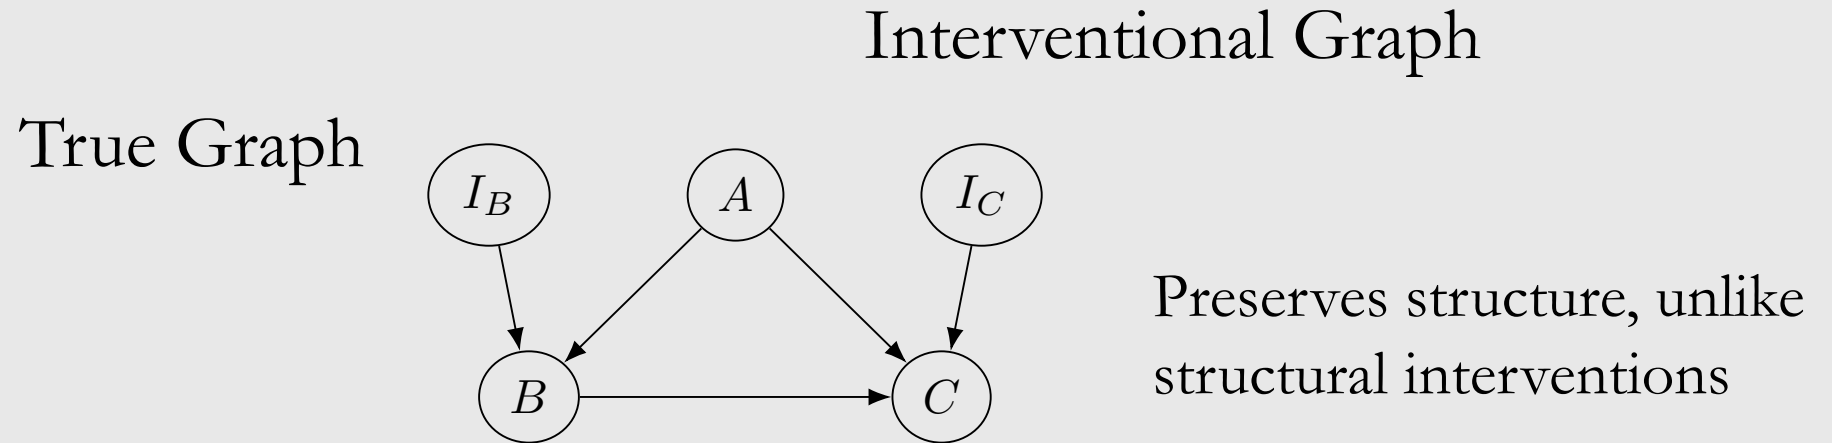 Interventional Graph
True Graph
I_B
A
I_C
Preserves structure, unlike
structural interventions
B
C